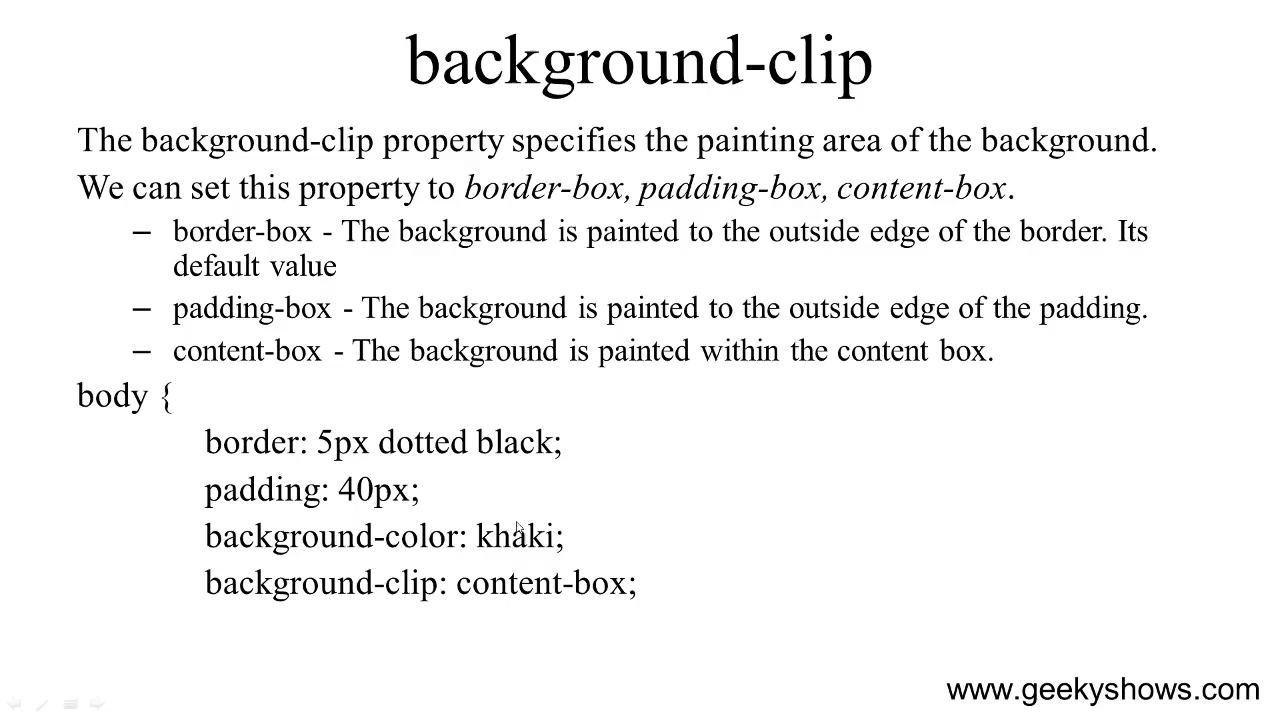 background-clip
The background-clip property specifies the painting area of the background.
We can set this property to border-box, padding-box, content-box.
– border-box - The background is painted to the outside edge of the border. Its
default value
– padding-box - The background is painted to the outside edge of the padding.
– content-box - The background is painted within the content box.
body {
border: 5px dotted black;
padding: 40px;
background-color: khaki;
background-clip: content-box;
www.geekyshows.com